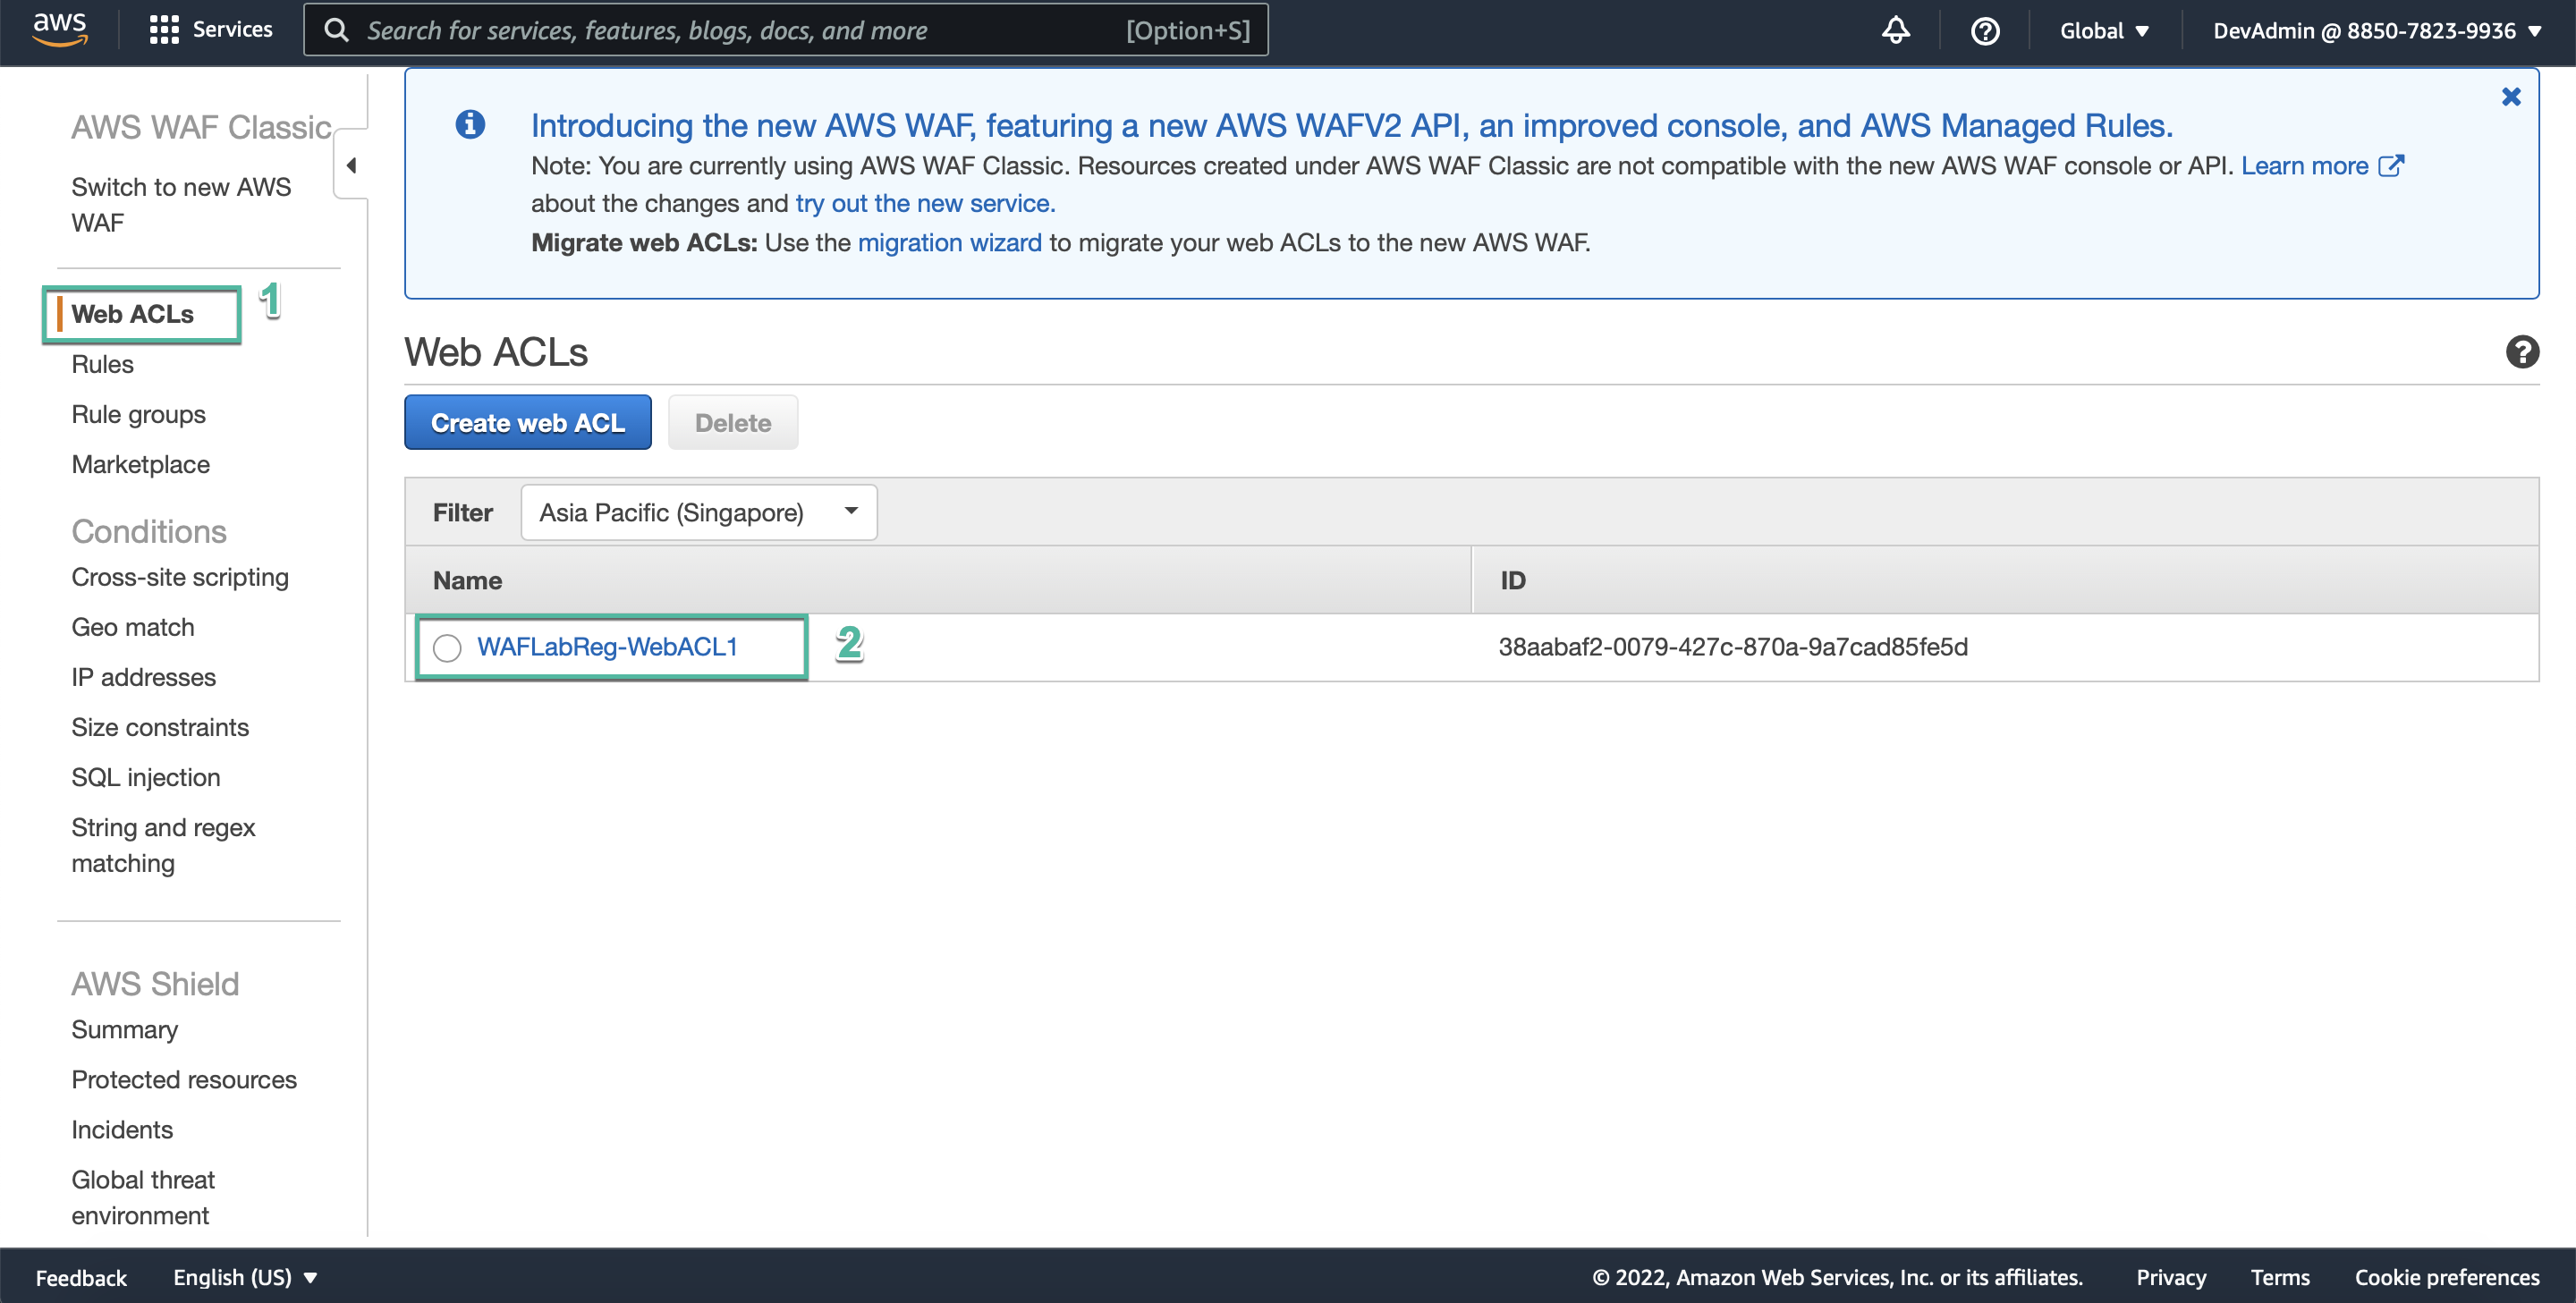 aws
Services
Search for services, features, blogs, docs, and more
[Option+S]
Global
DevAdmin @ 8850-7823-9936
AWS WAF Classic
Switch to new AWS
WAF
Web ACLs
1
Rules
Rule groups
Marketplace
Conditions
Cross-site scripting
Geo match
IP addresses
Size constraints
SQL injection
String and regex
matching
AWS Shield
Summary
Protected resources
Incidents
Global threat
environment
Introducing the new AWS WAF, featuring a new AWS WAFV2 API, an improved console, and AWS Managed Rules.
Note: You are currently using AWS WAF Classic. Resources created under AWS WAF Classic are not compatible with the new AWS WAF console or API. Learn more
about the changes and try out the new service.
Migrate web ACLs: Use the migration wizard to migrate your web ACLs to the new AWS WAF.
Web ACLs
Create web ACL
Delete
Filter
Asia Pacific (Singapore)
Name
ID
WAFLabReg-WebACL1
2
38aabaf2-0079-427c-870a-9a7cad85fe5d
Feedback
English (US)
© 2022, Amazon Web Services, Inc. or its affiliates.
Privacy
Terms
Cookie preferences